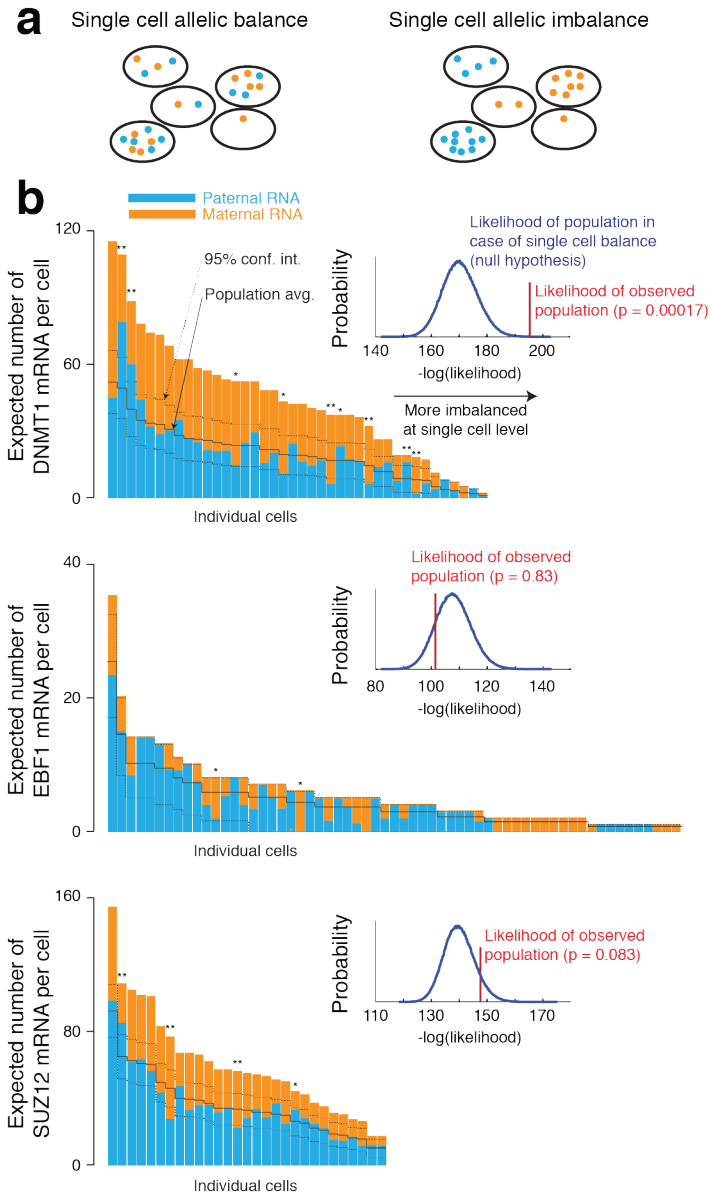 a
Single cell allelic balance
Single cell allelic imbalance
b
Paternal RNA
Maternal RNA
Expected number of
DNMT1 mRNA per cell
120
60
0
**
**
*
*
**
*
**
**
**
95% conf. int.
Population avg.
Individual cells
Probability
Likelihood of population in
case of single cell balance
(null hypothesis)
Likelihood of observed
population (p = 0.00017)
140 160 180 200
-log(likelihood)
More imbalanced
at single cell level
Expected number of
EBF1 mRNA per cell
40
20
0
*
*
Individual cells
Probability
Likelihood of observed
population (p = 0.83)
80 100 120 140
-log(likelihood)
Expected number of
SUZ12 mRNA per cell
160
80
0
**
**
**
*
Individual cells
Probability
Likelihood of observed
population (p = 0.083)
110 130 150 170
-log(likelihood)